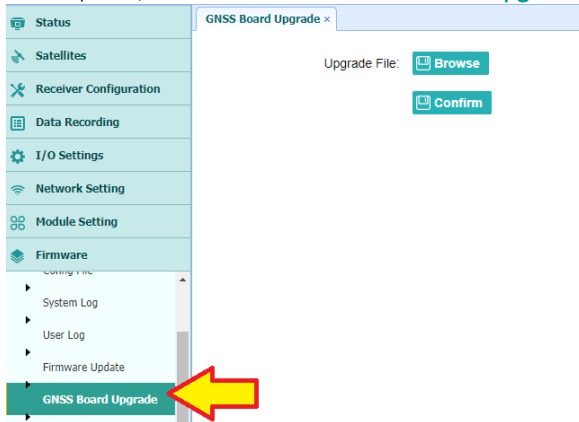 Status
Satellites
Receiver Configuration
Data Recording
I/O Settings
Network Setting
Module Setting
Firmware
System Log
User Log
Firmware Update
GNSS Board Upgrade
GNSS Board Upgrade ×
Upgrade File: Browse
Confirm